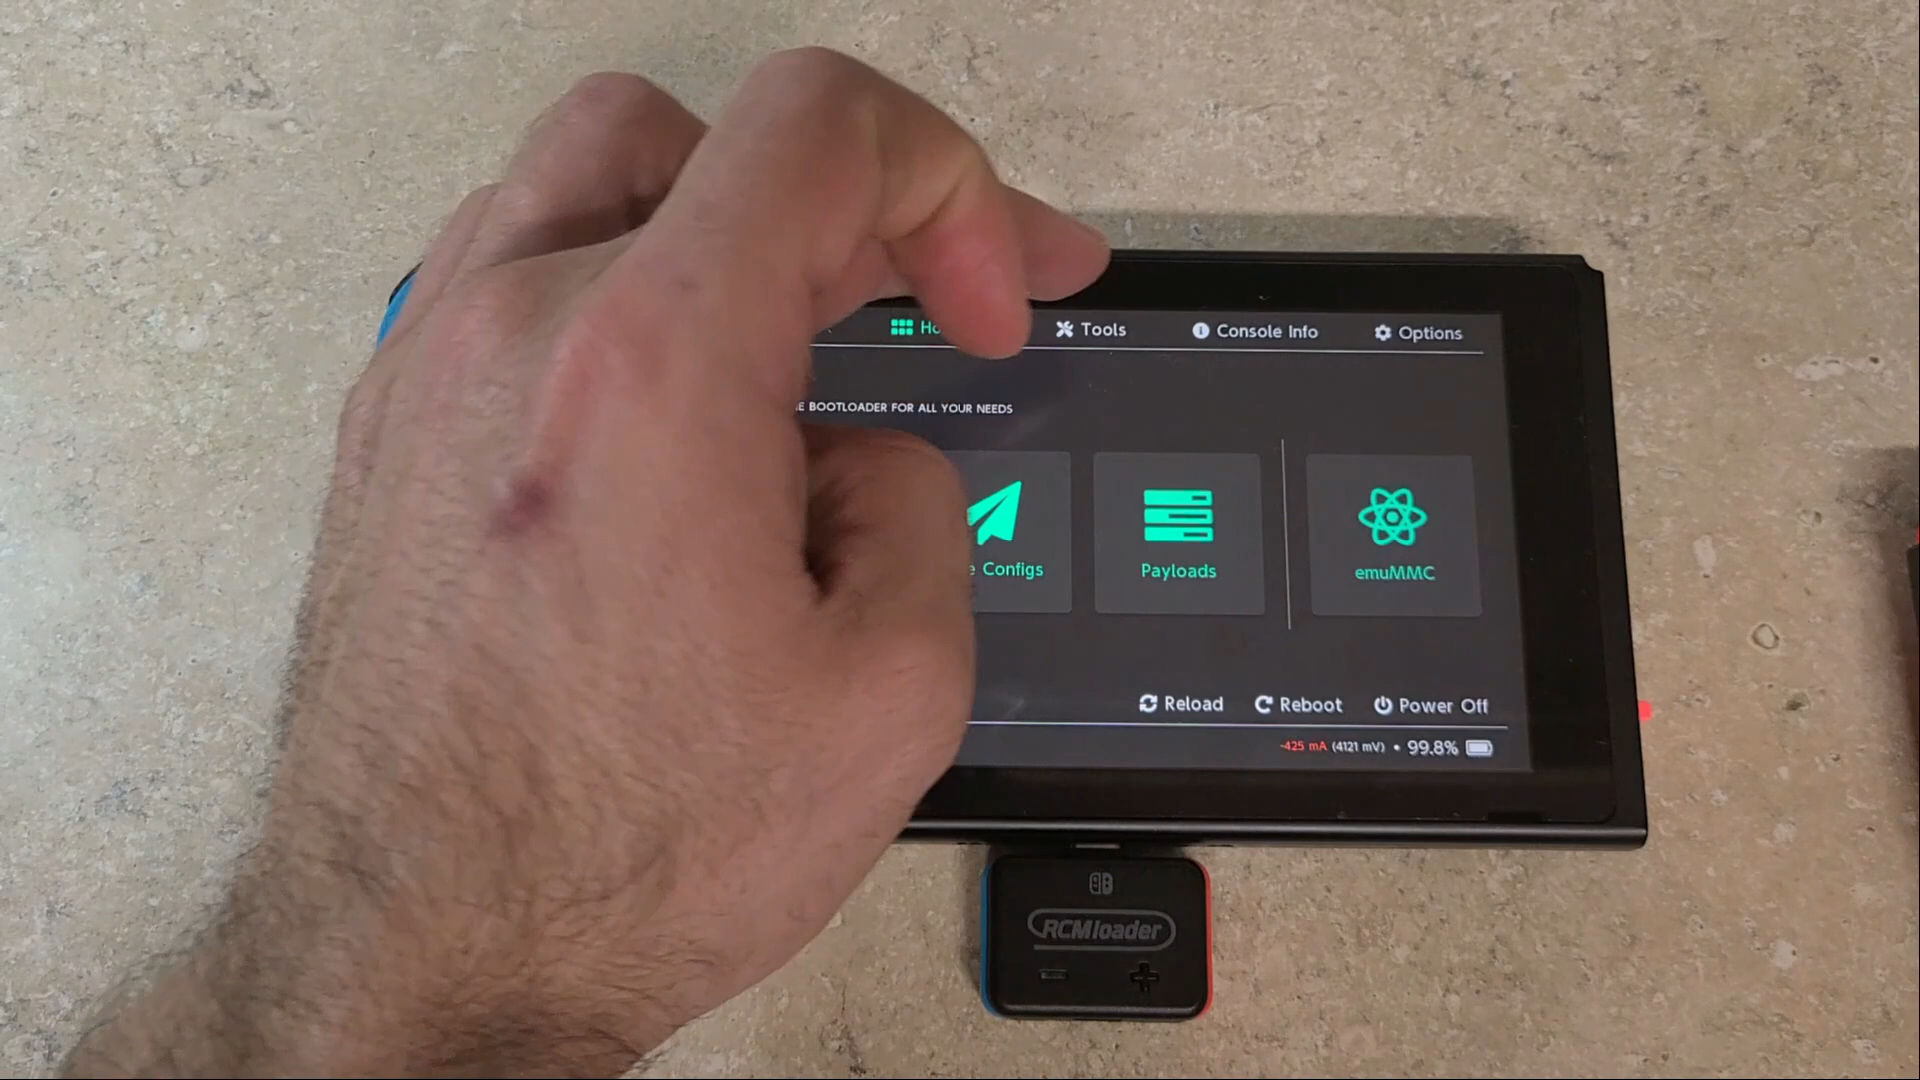 Tools Console Info Options
BOOTLOADER FOR ALL YOUR NEEDS
Configs Payloads emuMMC
Reload Reboot Power Off
-425 mA (4121 mV) • 99.8%
RCMloader